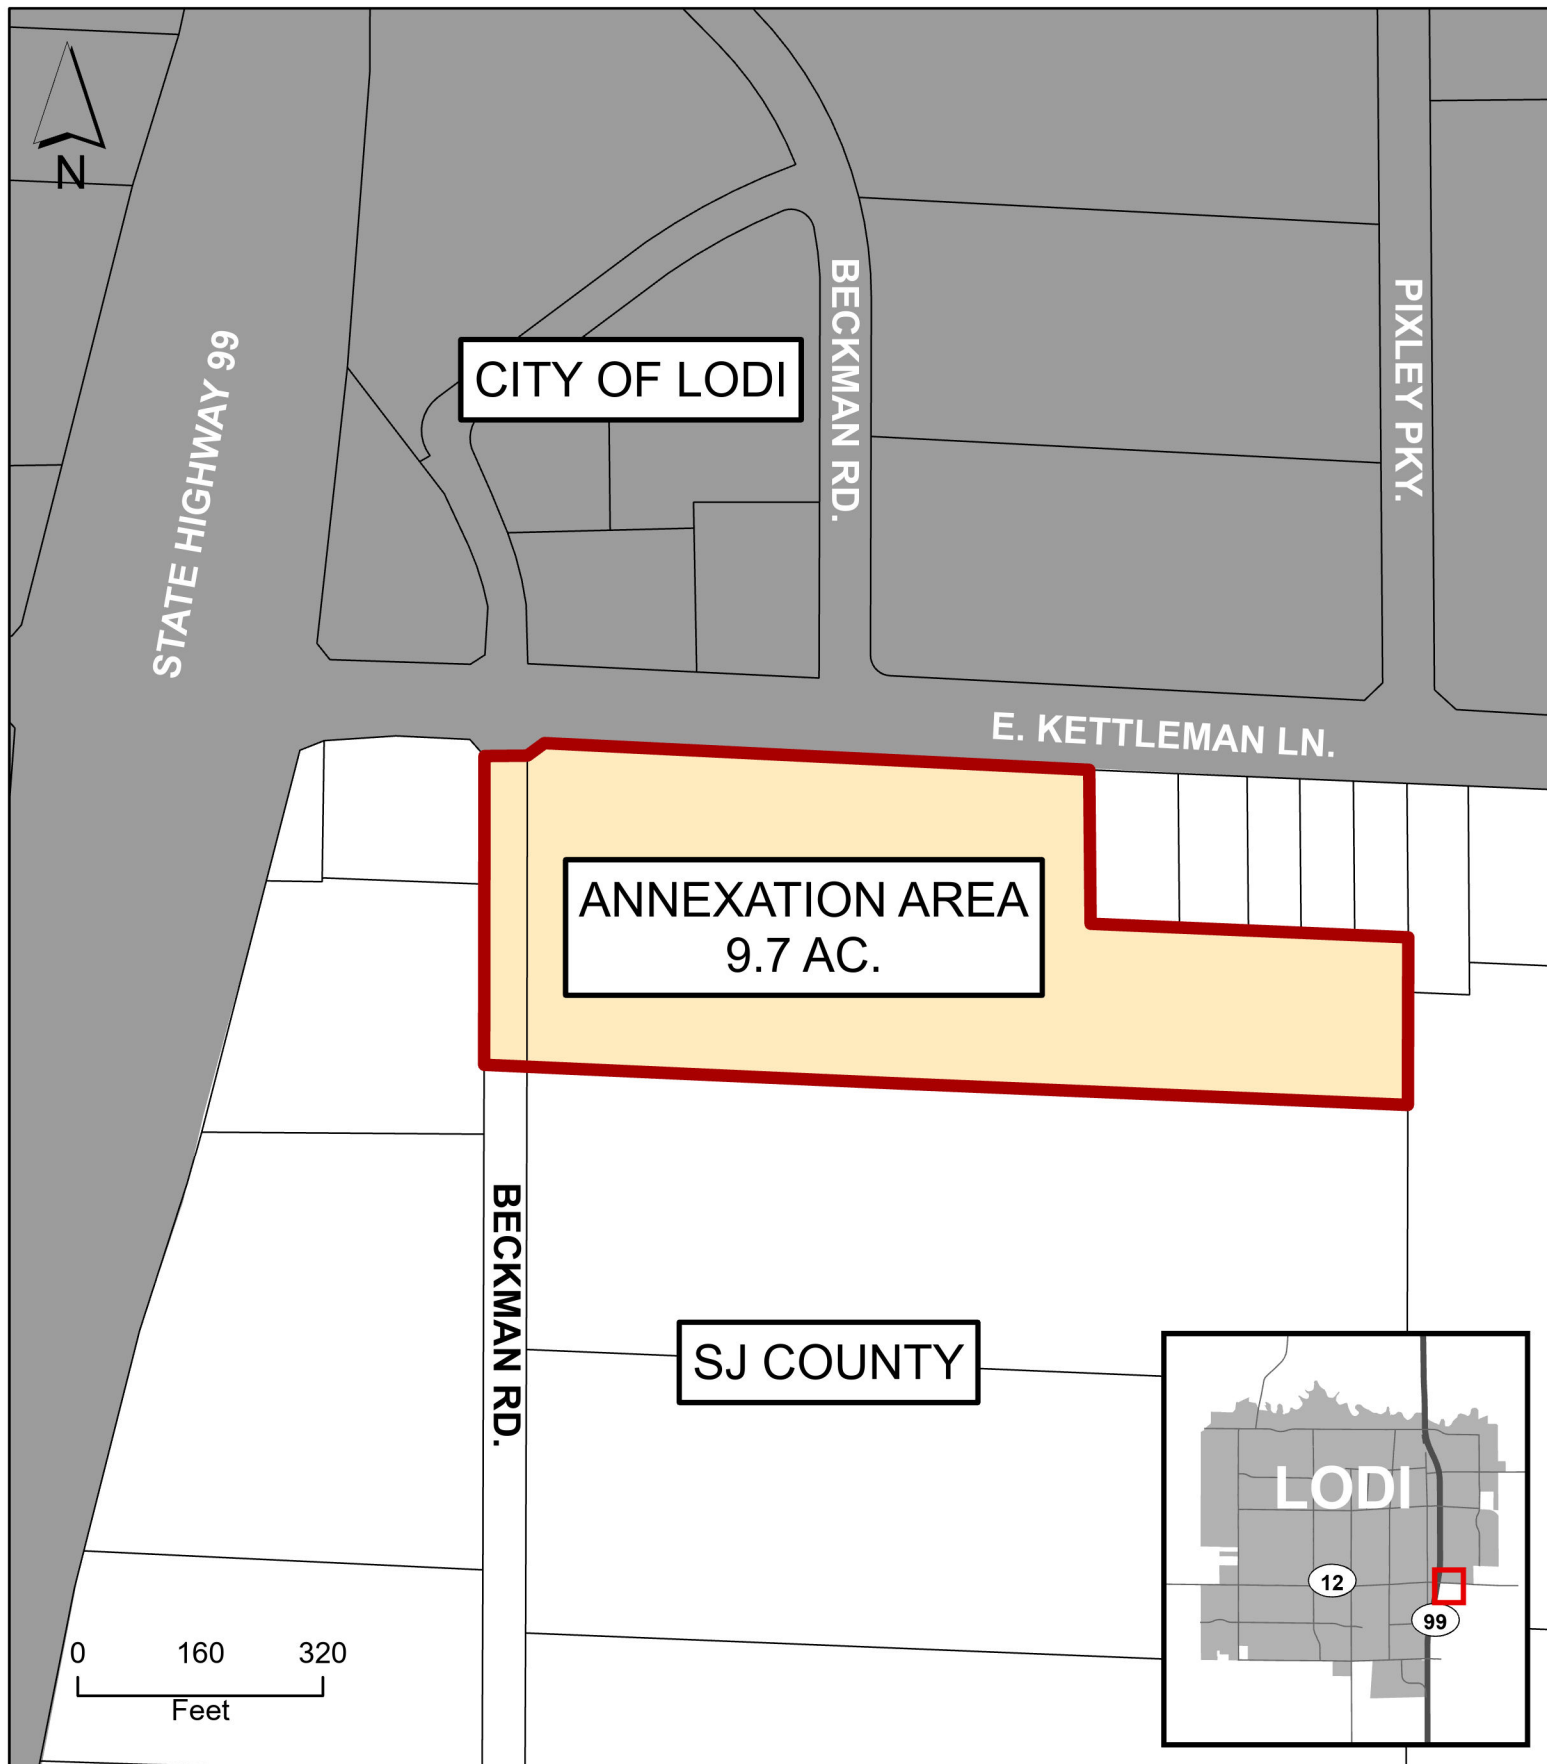 N
STATE HIGHWAY 99
CITY OF LODI
BECKMAN RD.
PIXLEY PKY.
E. KETTLEMAN LN.
ANNEXATION AREA
9.7 AC.
BECKMAN RD.
SJ COUNTY
LODI
12
99
0 160 320
Feet